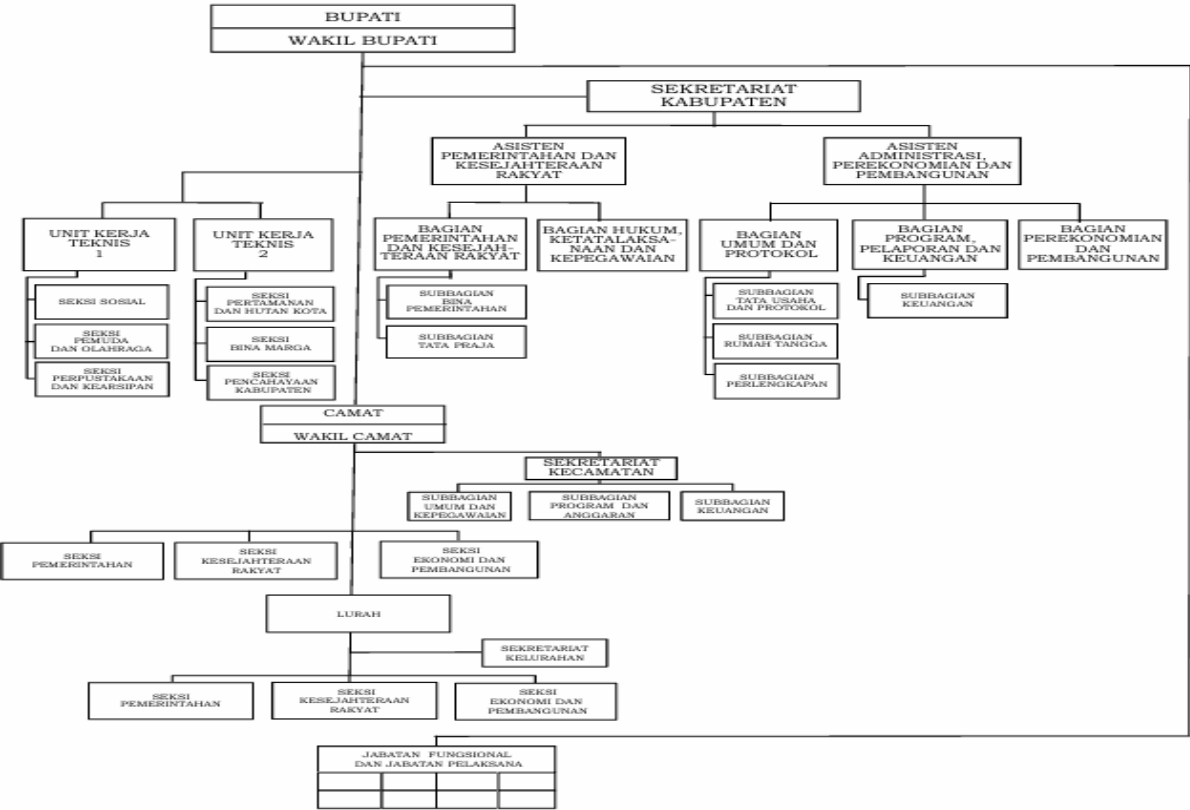 BUPATI
WAKIL BUPATI
SEKRETARIAT
KABUPATEN
ASISTEN
PEMERINTAHAN DAN
KESEJAHTERAAN
RAKYAT
ASISTEN
ADMINISTRASI,
PEREKONOMIAN DAN
PEMBANGUNAN
UNIT KERJA
TEKNIS
1
UNIT KERJA
TEKNIS
2
BAGIAN
PEMERINTAHAN
DAN KESEJAH-
TERAAN RAKYAT
BAGIAN HUKUM,
KETATALAKSA-
NAAN DAN
KEPEGAWAIAN
BAGIAN
UMUM DAN
PROTOKOL
BAGIAN
PROGRAM,
PELAPORAN DAN
KEUANGAN
BAGIAN
PEREKONOMIAN
DAN
PEMBANGUNAN
SEKSI SOSIAL
SEKSI
PEMUDA
DAN OLAHRAGA
SEKSI
PERPUSTAKAAN
DAN KEARSIPAN
SEKSI
PERTAMANAN
DAN HUTAN KOTA
SEKSI
BINA MARGA
SEKSI
PENCAHAYAAN
KABUPATEN
SUBBAGIAN
BINA
PEMERINTAHAN
SUBBAGIAN
TATA PRAJA
SUBBAGIAN
TATA USAHA
DAN PROTOKOL
SUBBAGIAN
RUMAH TANGGA
SUBBAGIAN
PERLENGKAPAN
SUBBAGIAN
KEUANGAN
CAMAT
WAKIL CAMAT
SEKRETARIAT
KECAMATAN
SUBBAGIAN
UMUM DAN
KEPEGAWAIAN
SUBBAGIAN
PROGRAM DAN
ANGGARAN
SUBBAGIAN
KEUANGAN
SEKSI
PEMERINTAHAN
SEKSI
KESEJAHTERAAN
RAKYAT
SEKSI
EKONOMI DAN
PEMBANGUNAN
LURAH
SEKRETARIAT
KELURAHAN
SEKSI
PEMERINTAHAN
SEKSI
KESEJAHTERAAN
RAKYAT
SEKSI
EKONOMI DAN
PEMBANGUNAN
JABATAN FUNGSIONAL
DAN JABATAN PELAKSANA